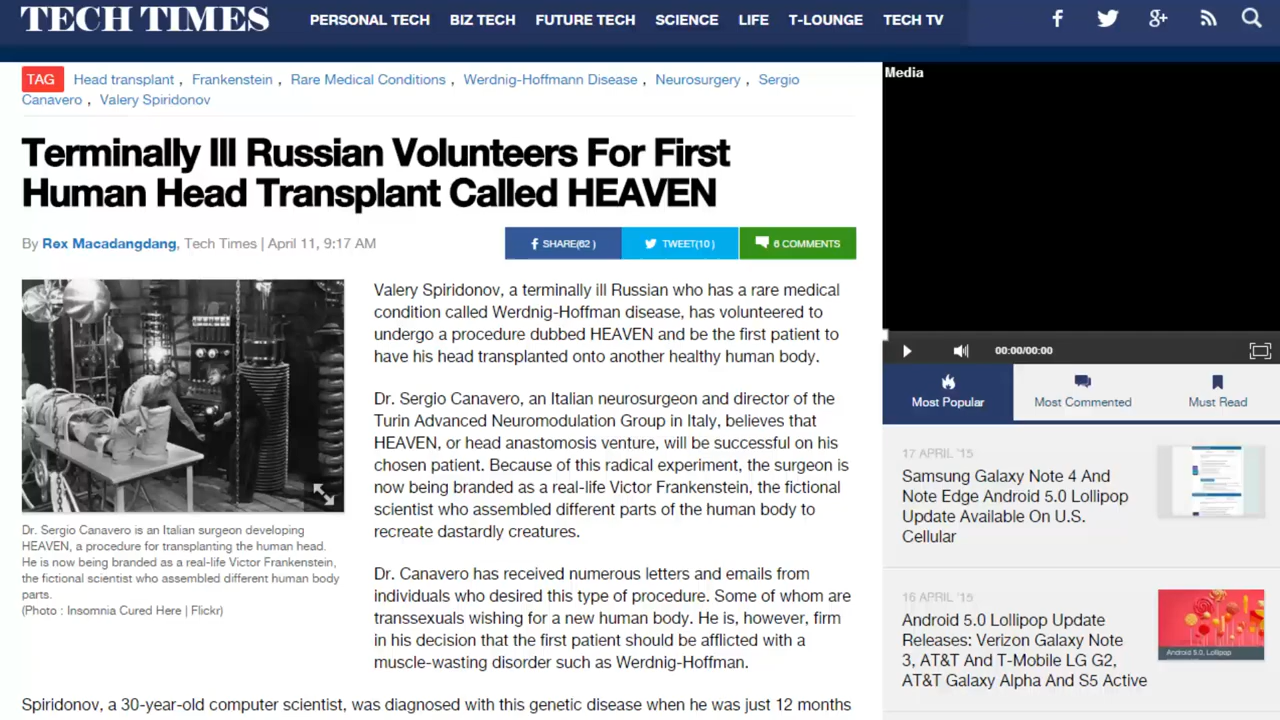 TECH TIMES
PERSONAL TECH BIZ TECH FUTURE TECH SCIENCE LIFE T-LOUNGE TECH TV
TAG Head transplant , Frankenstein , Rare Medical Conditions , Werdnig-Hoffmann Disease , Neurosurgery , Sergio
Canavero , Valery Spiridonov
Terminally Ill Russian Volunteers For First
Human Head Transplant Called HEAVEN
By Rex Macadangdang, Tech Times | April 11, 9:17 AM
SHARE(62 ) TWEET(10 ) 6 COMMENTS
Dr. Sergio Canavero is an Italian surgeon developing
HEAVEN, a procedure for transplanting the human head.
He is now being branded as a real-life Victor Frankenstein,
the fictional scientist who assembled different human body
parts.
(Photo : Insomnia Cured Here | Flickr)
Valery Spiridonov, a terminally ill Russian who has a rare medical
condition called Werdnig-Hoffman disease, has volunteered to
undergo a procedure dubbed HEAVEN and be the first patient to
have his head transplanted onto another healthy human body.
Dr. Sergio Canavero, an Italian neurosurgeon and director of the
Turin Advanced Neuromodulation Group in Italy, believes that
HEAVEN, or head anastomosis venture, will be successful on his
chosen patient. Because of this radical experiment, the surgeon is
now being branded as a real-life Victor Frankenstein, the fictional
scientist who assembled different parts of the human body to
recreate dastardly creatures.
Dr. Canavero has received numerous letters and emails from
individuals who desired this type of procedure. Some of whom are
transsexuals wishing for a new human body. He is, however, firm
in his decision that the first patient should be afflicted with a
muscle-wasting disorder such as Werdnig-Hoffman.
Spiridonov, a 30-year-old computer scientist, was diagnosed with this genetic disease when he was just 12 months
Media
00:00/00:00
Most Popular Most Commented Must Read
17 APRIL '15
Samsung Galaxy Note 4 And
Note Edge Android 5.0 Lollipop
Update Available On U.S.
Cellular
16 APRIL '15
Android 5.0 Lollipop Update
Releases: Verizon Galaxy Note
3, AT&T And T-Mobile LG G2,
AT&T Galaxy Alpha And S5 Active
Android 5.0, Lollipop